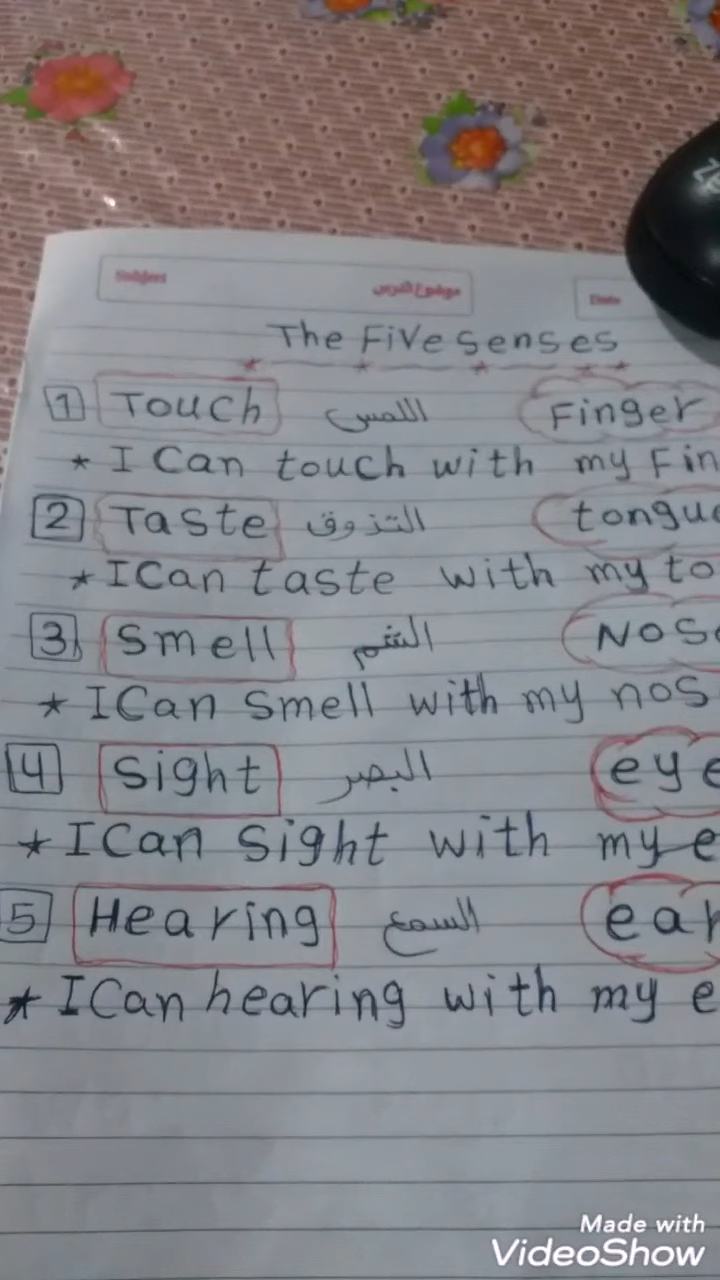 Subject موضوع الدرس Date
The Five Senses
1 Touch اللمس Finger
* I Can touch with my Fin
2 Taste التذوق tongue
* I Can taste with my to
3 Smell الشم Nos
* I Can Smell with my nos
4 Sight البصر eye
* I Can Sight with my e
5 Hearing السمع ear
* I Can hearing with my e
Made with
VideoShow